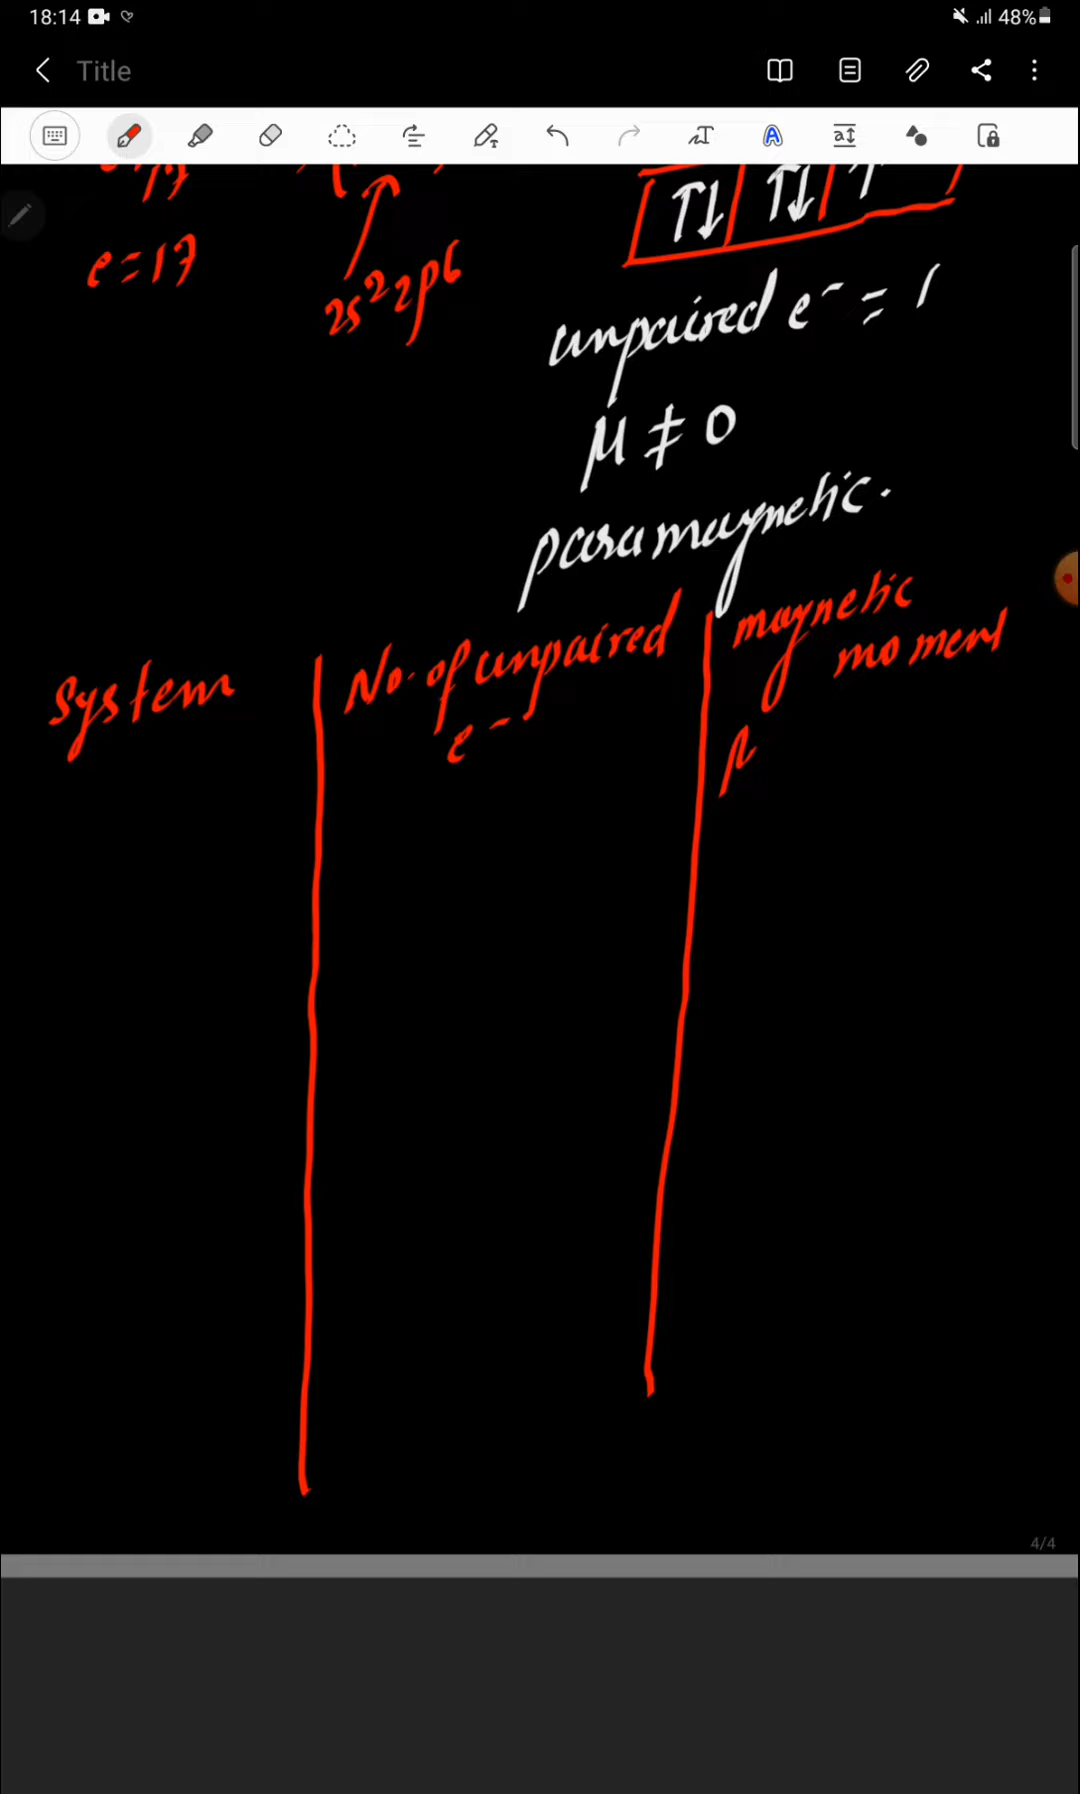 18:14
48%
Title
e=17
2s²2p6
unpaired e⁻ = 1
μ ≠ 0
paramagnetic.
System
No. of unpaired
e⁻
magnetic
moment
μ
4/4